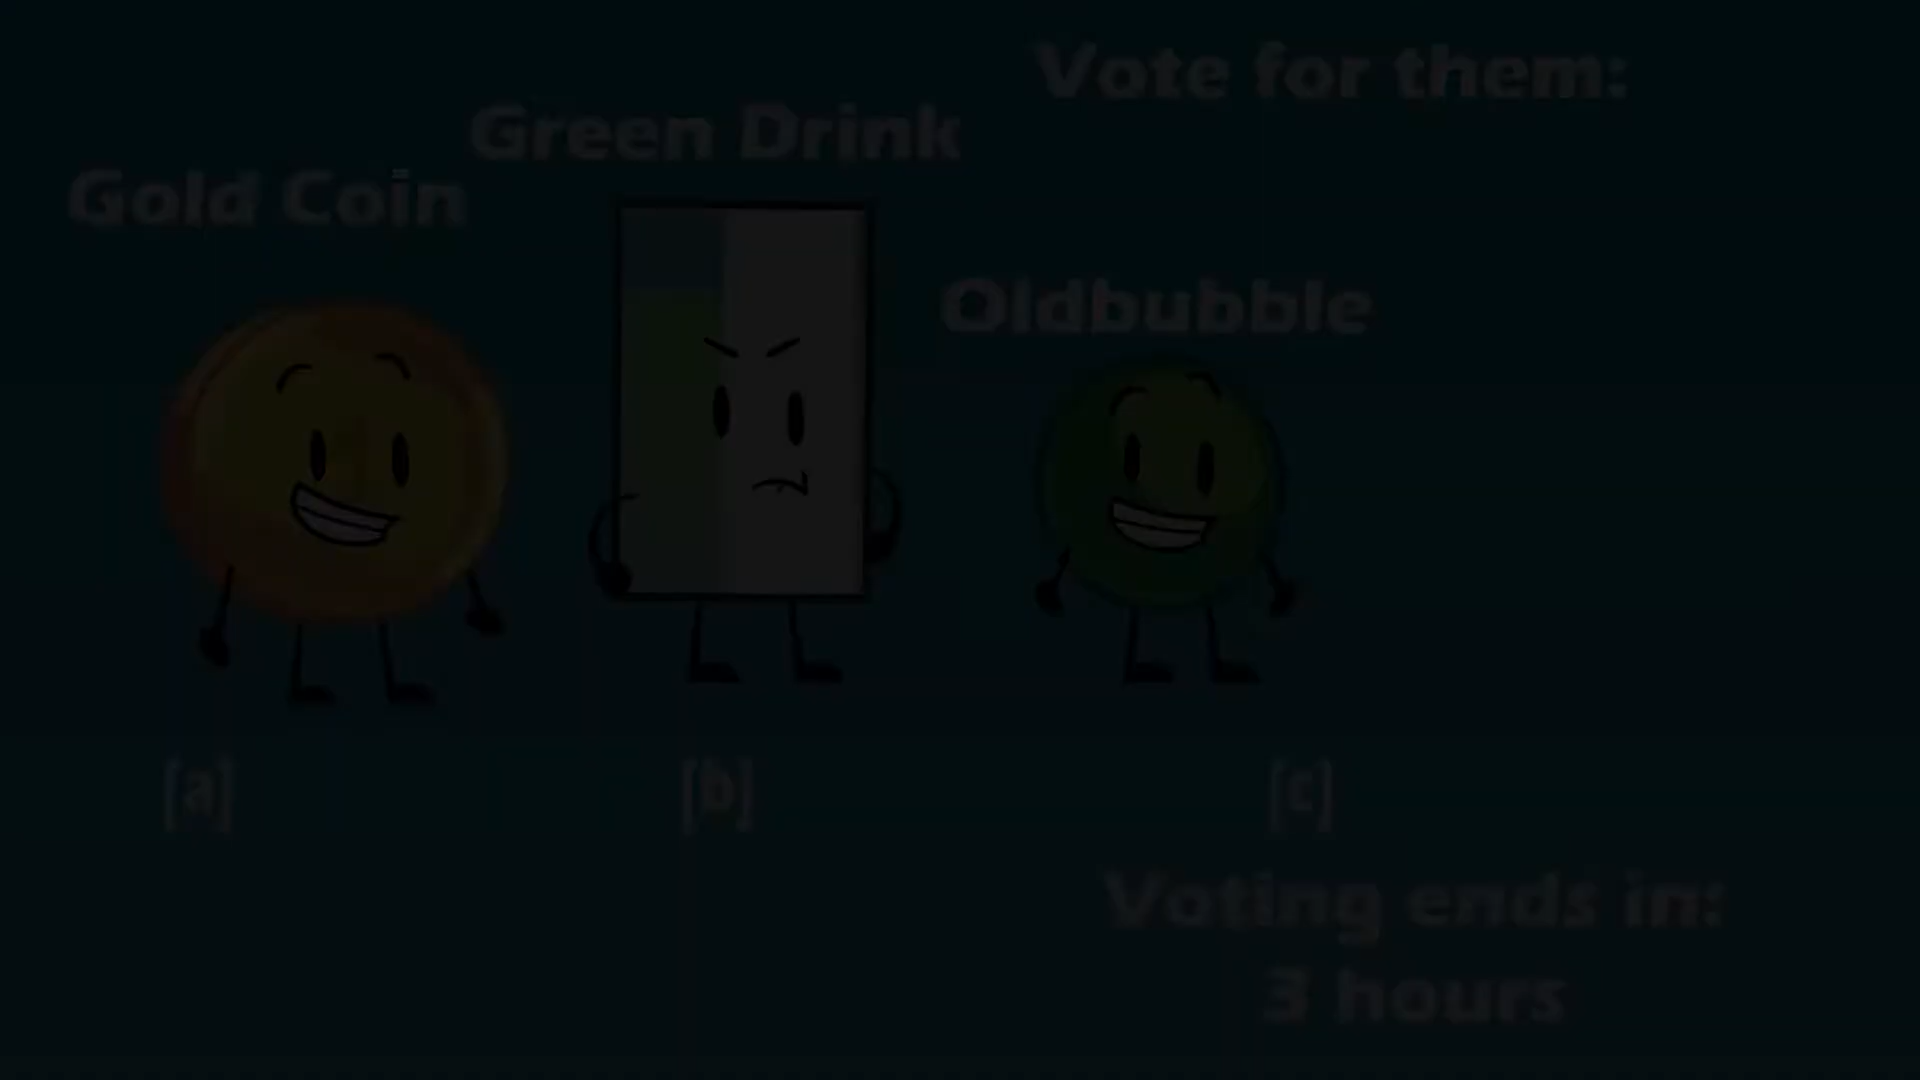 Vote for them:
Green Drink
Gold Coin
Oldbubble
[a] [b] [c]
Voting ends in:
3 hours